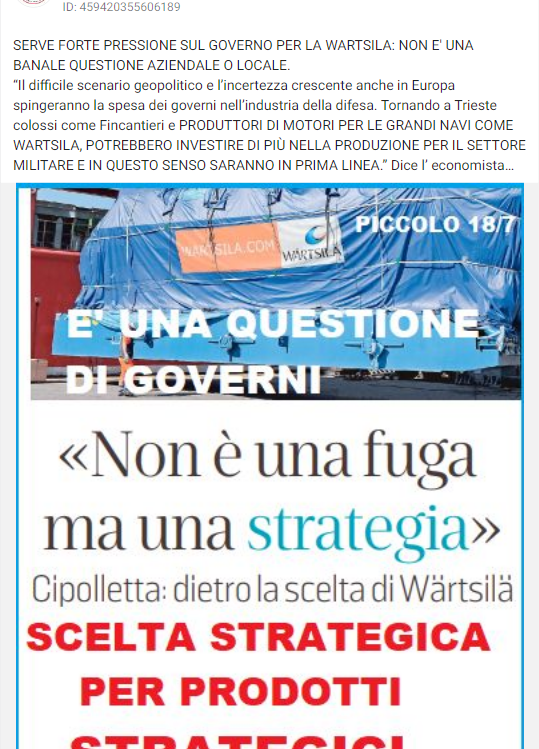 ID: 459420355606189
SERVE FORTE PRESSIONE SUL GOVERNO PER LA WARTSILA: NON E' UNA
BANALE QUESTIONE AZIENDALE O LOCALE.
“Il difficile scenario geopolitico e l’incertezza crescente anche in Europa
spingeranno la spesa dei governi nell’industria della difesa. Tornando a Trieste
colossi come Fincantieri e PRODUTTORI DI MOTORI PER LE GRANDI NAVI COME
WARTSILA, POTREBBERO INVESTIRE DI PIÙ NELLA PRODUZIONE PER IL SETTORE
MILITARE E IN QUESTO SENSO SARANNO IN PRIMA LINEA.” Dice l’ economista...
PICCOLO 18/7
WARTSILA.COM
WÄRTSILÄ
E' UNA QUESTIONE
DI GOVERNI
«Non è una fuga
ma una strategia»
Cipolletta: dietro la scelta di Wärtsilä
SCELTA STRATEGICA
PER PRODOTTI
STRATEGICI